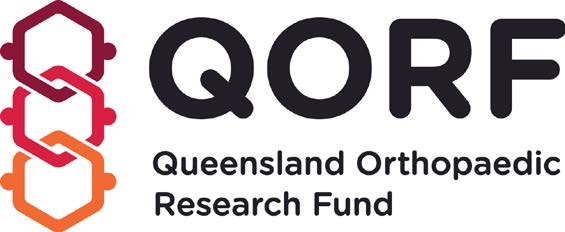 QORF
Queensland Orthopaedic
Research Fund